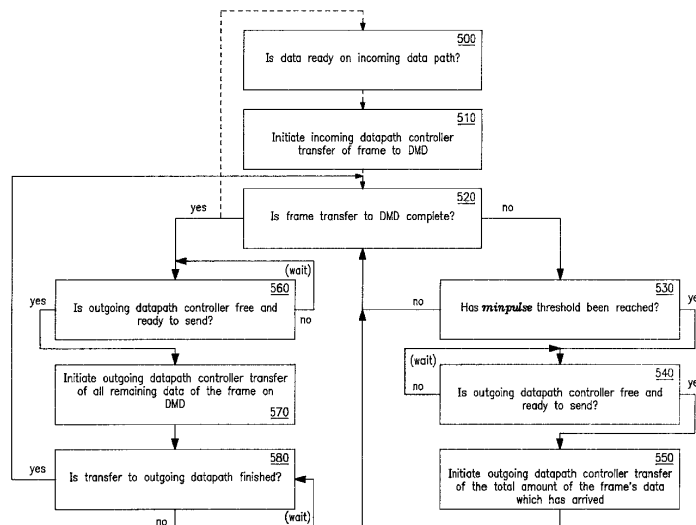 500
Is data ready on incoming data path?
510
Initiate incoming datapath controller
transfer of frame to DMD
520
Is frame transfer to DMD complete?
yes
no
(wait)
560
Is outgoing datapath controller free and
ready to send?
yes
no
530
Has minpulse threshold been reached?
no
ye
(wait)
540
Is outgoing datapath controller free and
ready to send?
no
ye
Initiate outgoing datapath controller transfer
of all remaining data of the frame on
DMD
570
580
Is transfer to outgoing datapath finished?
yes
no
(wait)
550
Initiate outgoing datapath controller transfer
of the total amount of the frame's data
which has arrived